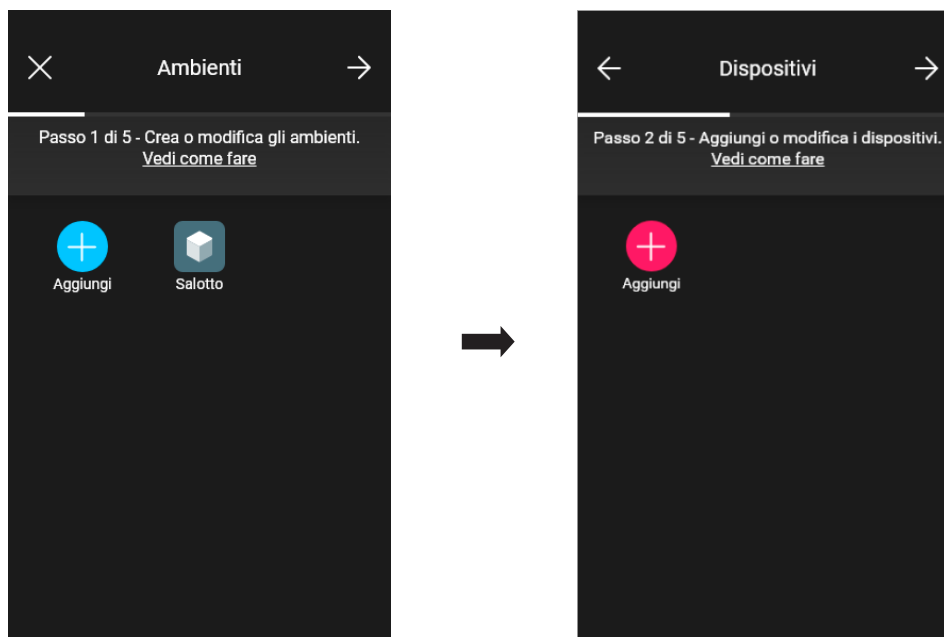 Ambienti
Passo 1 di 5 - Crea o modifica gli ambienti.
Vedi come fare
Aggiungi
Salotto
Dispositivi
Passo 2 di 5 - Aggiungi o modifica i dispositivi.
Vedi come fare
Aggiungi